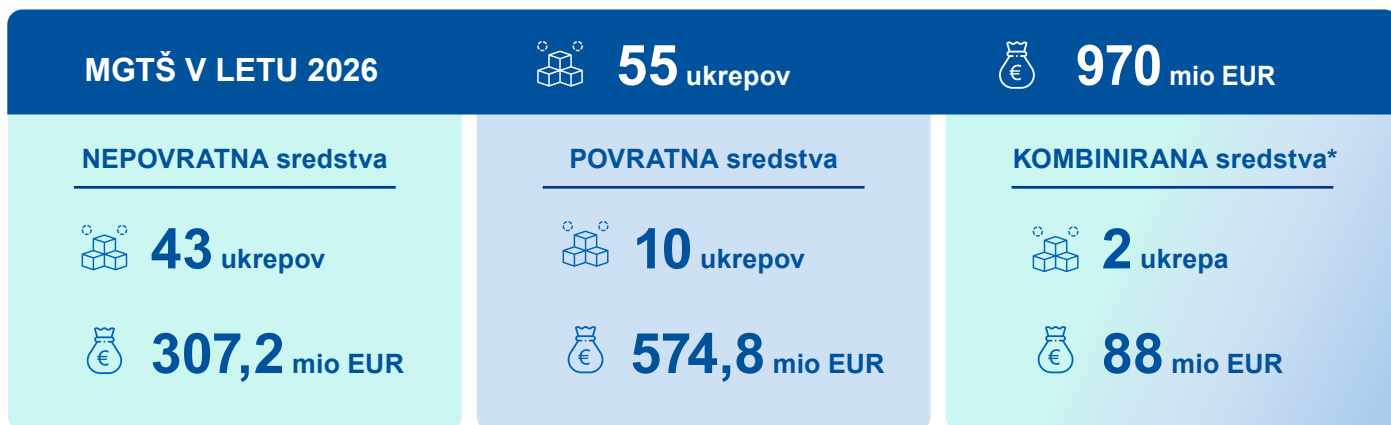 MGTŠ V LETU 2026
55 ukrepov
€
970 mio EUR
NEPOVRATNA sredstva
43 ukrepov
€
307,2 mio EUR
POVRATNA sredstva
10 ukrepov
€
574,8 mio EUR
KOMBINIRANA sredstva*
2 ukrepa
€
88 mio EUR